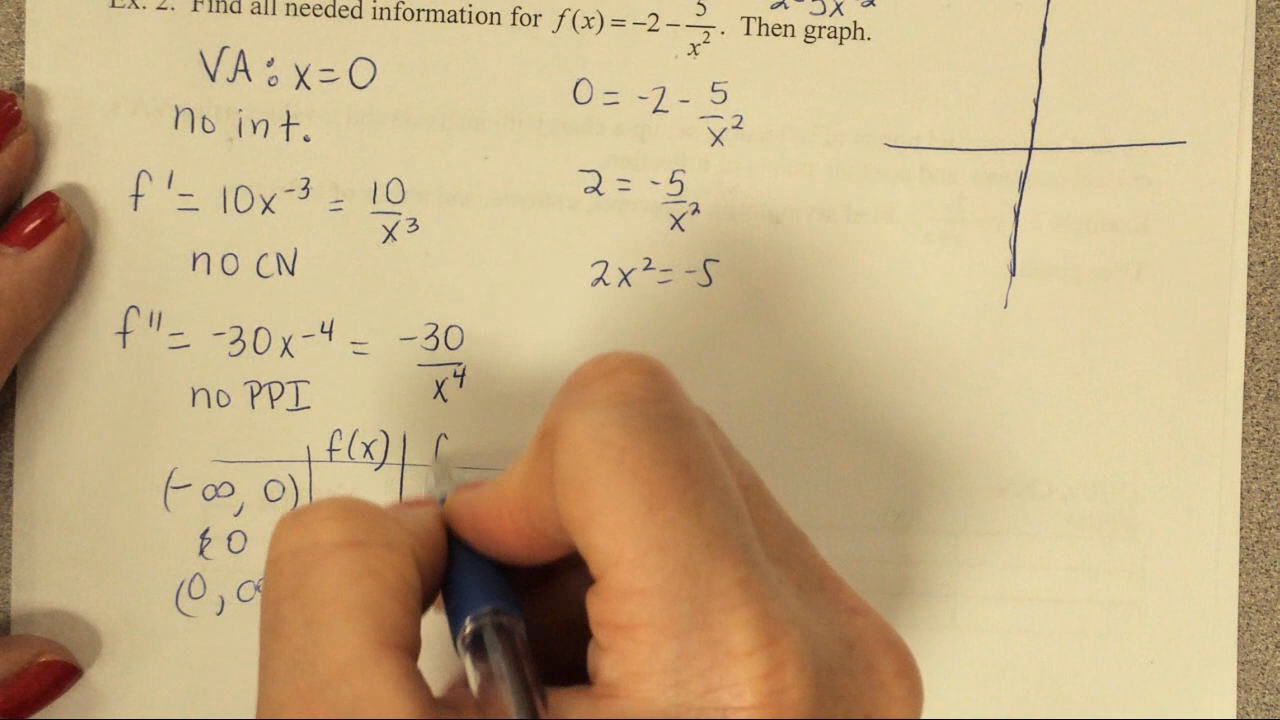 Ex. 2. Find all needed information for f(x) = -2 - 5/x². Then graph.
VA: x=0
no int.
f' = 10x⁻³ = 10/x³
no CN
f'' = -30x⁻⁴ = -30/x⁴
no PPI
0 = -2 - 5/x²
2 = -5/x²
2x² = -5
f(x)
(-∞, 0)
0
(0, ∞